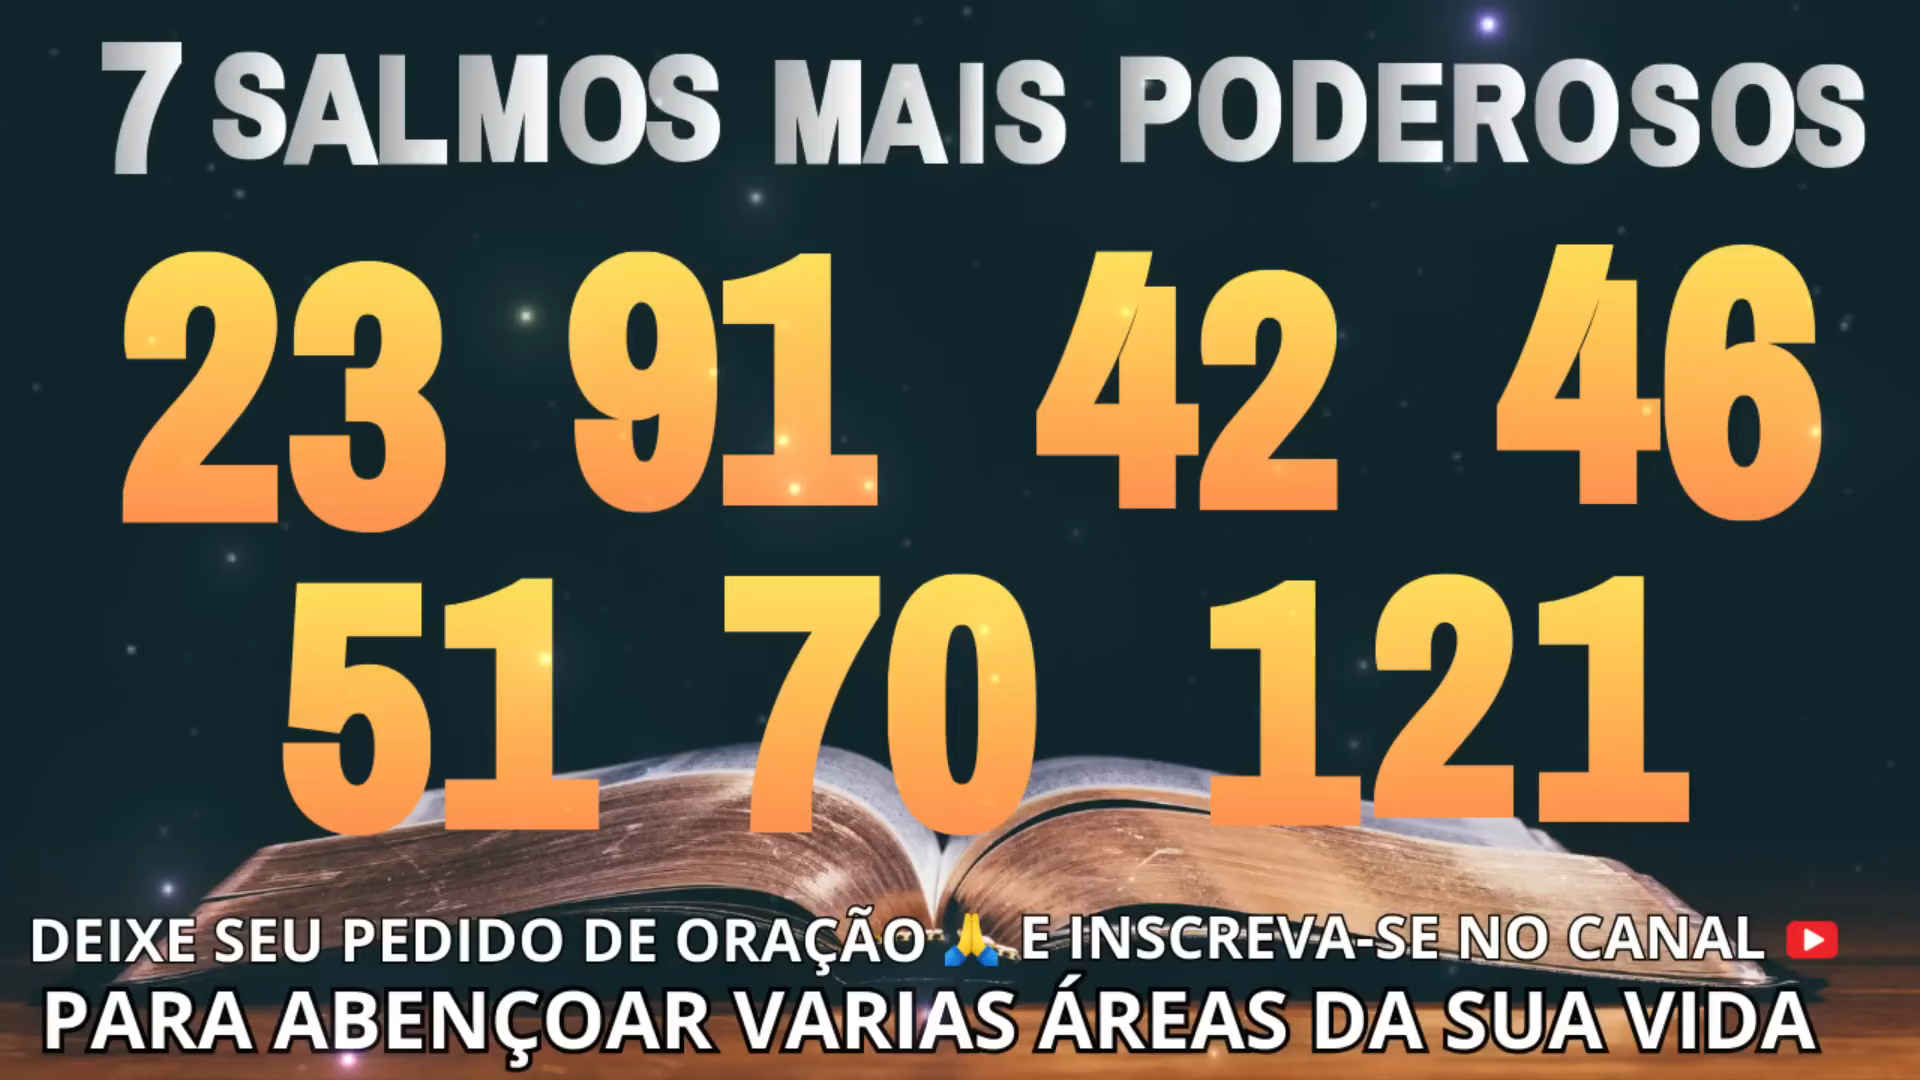 7 SALMOS MAIS PODEROSOS
23 91 42 46
51 70 121
DEIXE SEU PEDIDO DE ORAÇÃO 🙏 E INSCREVA-SE NO CANAL
PARA ABENÇOAR VARIAS ÁREAS DA SUA VIDA